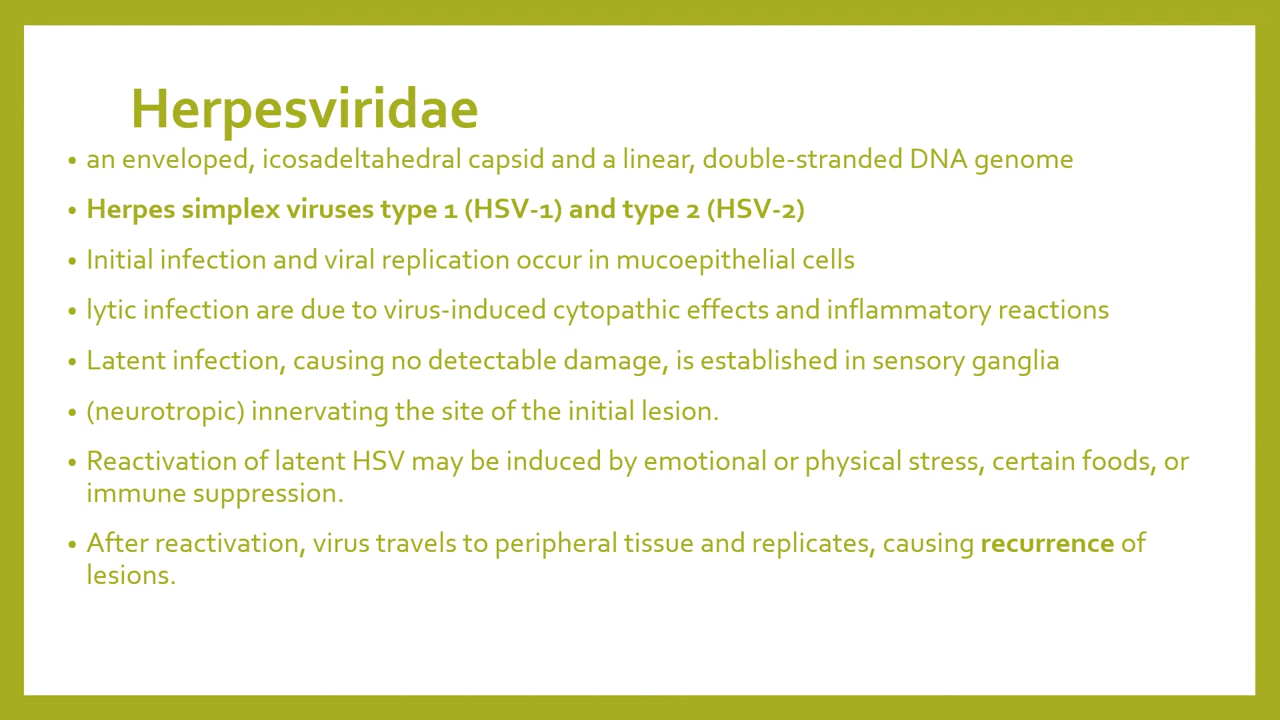 Herpesviridae
• an enveloped, icosadeltahedral capsid and a linear, double-stranded DNA genome
• Herpes simplex viruses type 1 (HSV-1) and type 2 (HSV-2)
• Initial infection and viral replication occur in mucoepithelial cells
• lytic infection are due to virus-induced cytopathic effects and inflammatory reactions
• Latent infection, causing no detectable damage, is established in sensory ganglia
• (neurotropic) innervating the site of the initial lesion.
• Reactivation of latent HSV may be induced by emotional or physical stress, certain foods, or
immune suppression.
• After reactivation, virus travels to peripheral tissue and replicates, causing recurrence of
lesions.